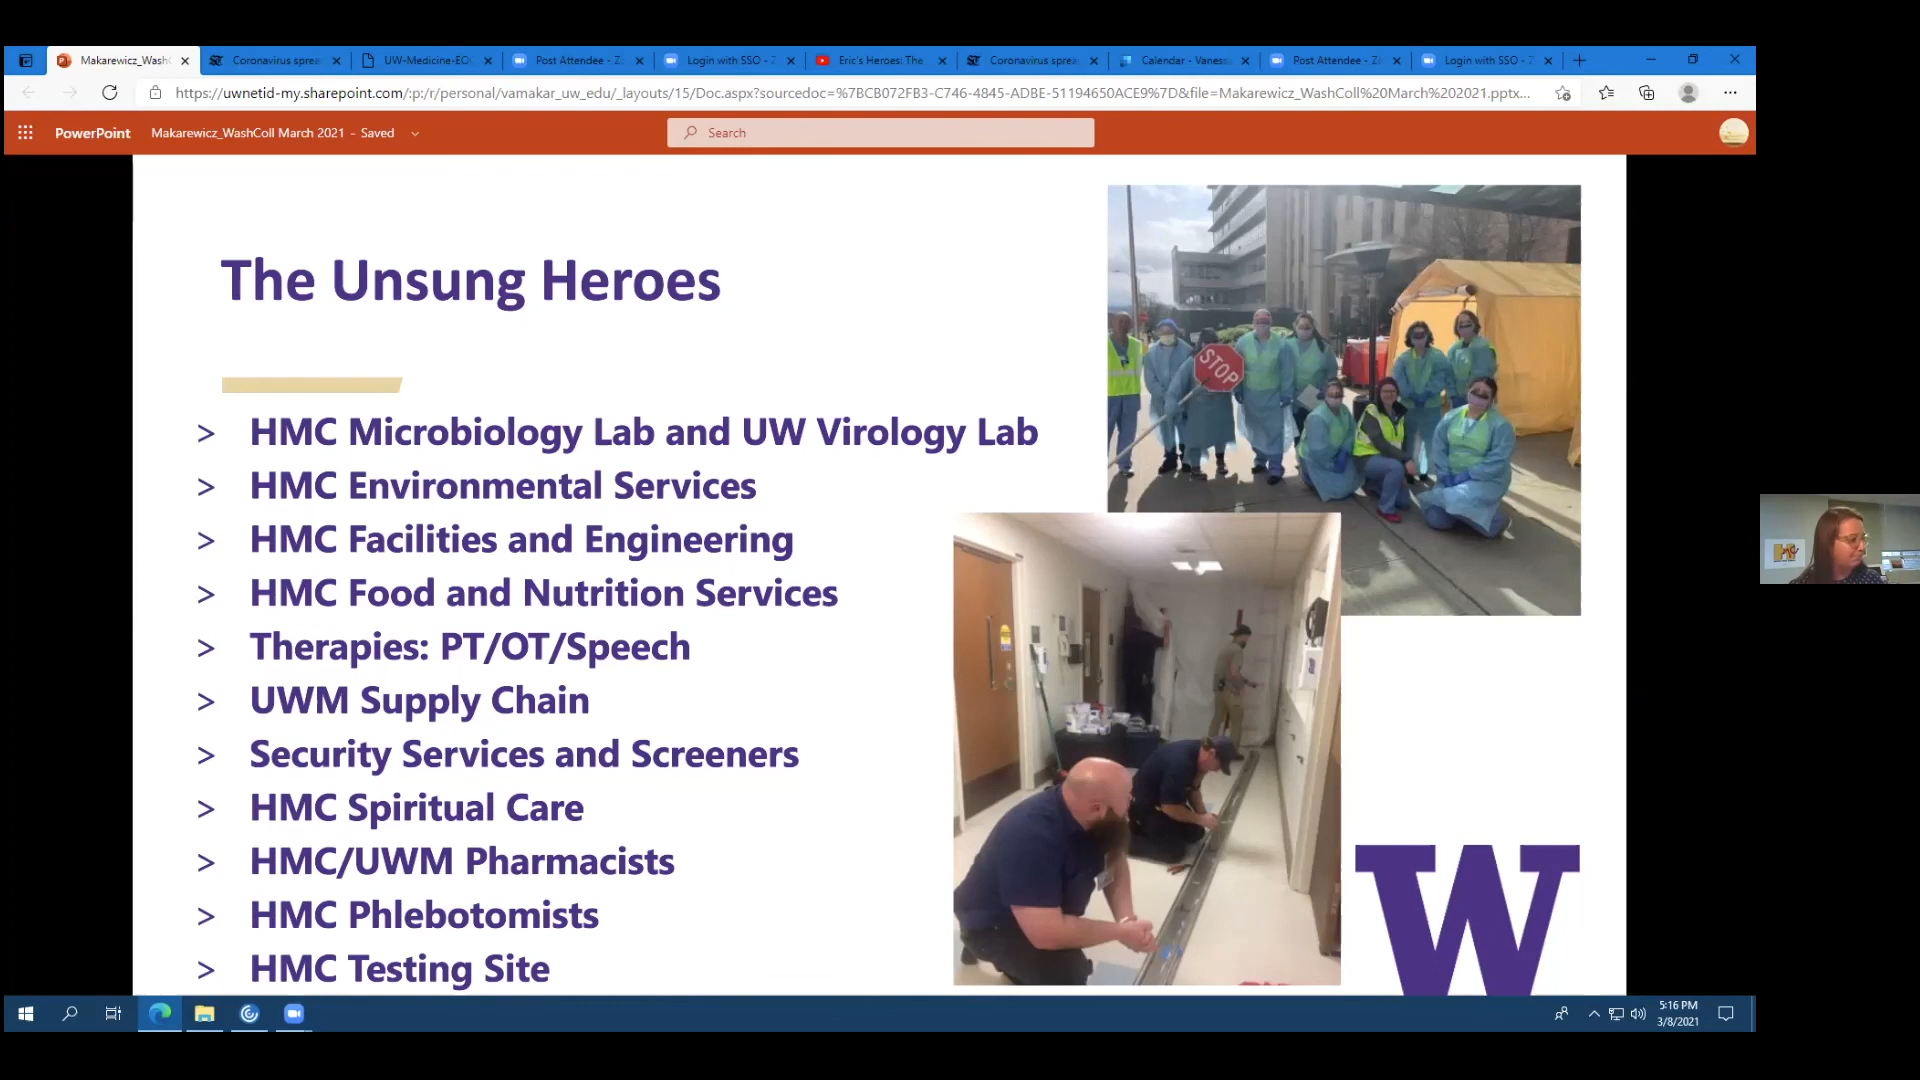 Makarewicz_WashC
Coronavirus sprea
UW-Medicine-EOC
Post Attendee - Z
Login with SSO - Z
Eric's Heroes: The
Coronavirus sprea
Calendar - Vaness
Post Attendee - Z
Login with SSO - Z
https://uwnetid-my.sharepoint.com/:p:/r/personal/vamakar_uw_edu/_layouts/15/Doc.aspx?sourcedoc=%7BCB072FB3-C746-4845-ADBE-51194650ACE9%7D&file=Makarewicz_WashColl%20March%202021.pptx...
PowerPoint Makarewicz_WashColl March 2021 - Saved Search
The Unsung Heroes
STOP
> HMC Microbiology Lab and UW Virology Lab
> HMC Environmental Services
> HMC Facilities and Engineering
> HMC Food and Nutrition Services
> Therapies: PT/OT/Speech
> UWM Supply Chain
> Security Services and Screeners
> HMC Spiritual Care
> HMC/UWM Pharmacists
> HMC Phlebotomists
> HMC Testing Site
W
5:16 PM
3/8/2021